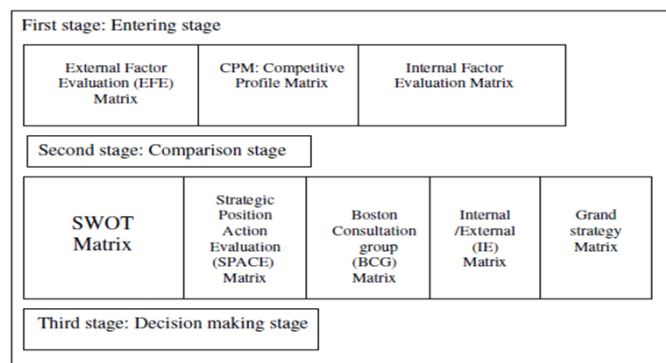 First stage: Entering stage
External Factor
Evaluation (EFE)
Matrix
CPM: Competitive
Profile Matrix
Internal Factor
Evaluation Matrix
Second stage: Comparison stage
SWOT
Matrix
Strategic
Position
Action
Evaluation
(SPACE)
Matrix
Boston
Consultation
group
(BCG)
Matrix
Internal
/External
(IE)
Matrix
Grand
strategy
Matrix
Third stage: Decision making stage